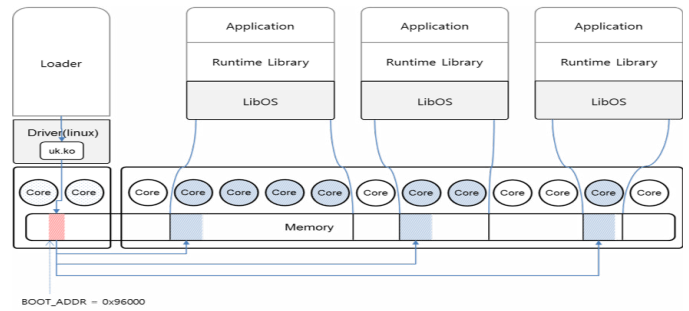 Application
Application
Application
Loader
Runtime Library
Runtime Library
Runtime Library
LibOS
LibOS
LibOS
Driver(linux)
uk.ko
Core
Core
Core
Core
Core
Core
Core
Core
Core
Core
Core
Core
Core
Core
Memory
BOOT_ADDR = 0x96000